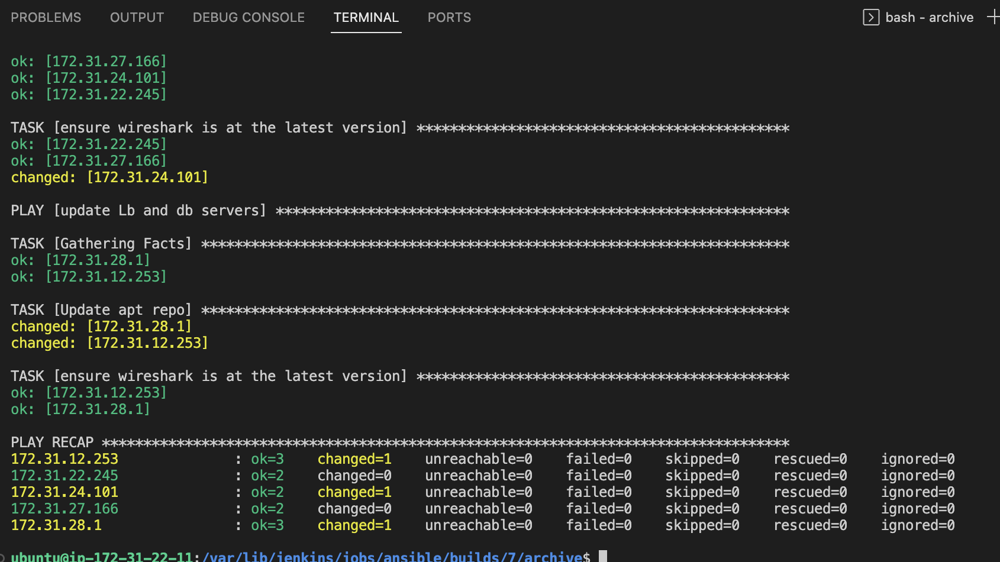 PROBLEMS OUTPUT DEBUG CONSOLE TERMINAL PORTS bash - archive
ok: [172.31.27.166]
ok: [172.31.24.101]
ok: [172.31.22.245]
TASK [ensure wireshark is at the latest version] *********************************************
ok: [172.31.22.245]
ok: [172.31.27.166]
changed: [172.31.24.101]
PLAY [update Lb and db servers] **************************************************************
TASK [Gathering Facts] ***********************************************************************
ok: [172.31.28.1]
ok: [172.31.12.253]
TASK [Update apt repo] ***********************************************************************
changed: [172.31.28.1]
changed: [172.31.12.253]
TASK [ensure wireshark is at the latest version] *********************************************
ok: [172.31.12.253]
ok: [172.31.28.1]
PLAY RECAP ***********************************************************************************
172.31.12.253 : ok=3 changed=1 unreachable=0 failed=0 skipped=0 rescued=0 ignored=0
172.31.22.245 : ok=2 changed=0 unreachable=0 failed=0 skipped=0 rescued=0 ignored=0
172.31.24.101 : ok=2 changed=1 unreachable=0 failed=0 skipped=0 rescued=0 ignored=0
172.31.27.166 : ok=2 changed=0 unreachable=0 failed=0 skipped=0 rescued=0 ignored=0
172.31.28.1 : ok=3 changed=1 unreachable=0 failed=0 skipped=0 rescued=0 ignored=0
ubuntu@ip-172-31-22-11:/var/lib/jenkins/jobs/ansible/builds/7/archive$